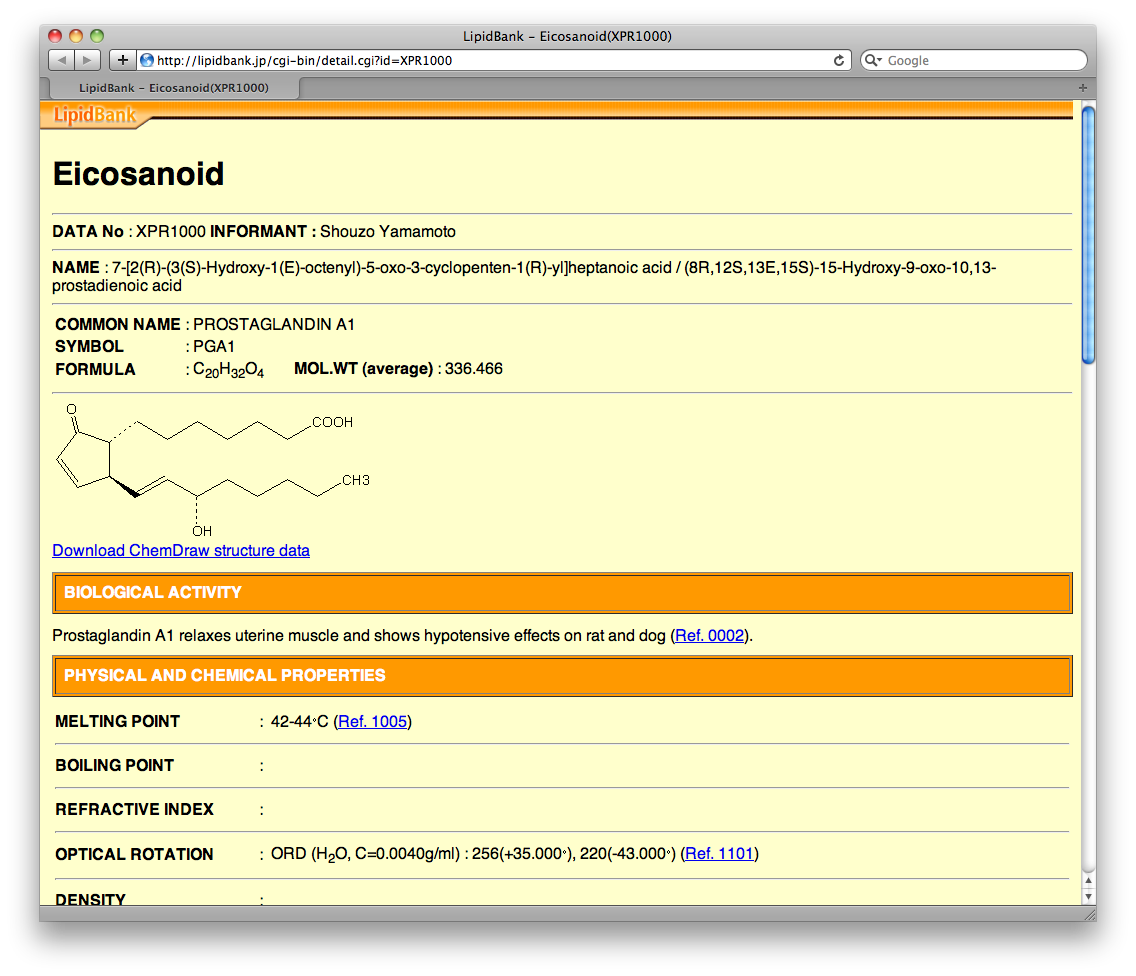 LipidBank – Eicosanoid(XPR1000)
http://lipidbank.jp/cgi-bin/detail.cgi?id=XPR1000
Google
LipidBank – Eicosanoid(XPR1000)
LipidBank
Eicosanoid
DATA No : XPR1000 INFORMANT : Shouzo Yamamoto
NAME : 7-[2(R)-(3(S)-Hydroxy-1(E)-octenyl)-5-oxo-3-cyclopenten-1(R)-yl]heptanoic acid / (8R,12S,13E,15S)-15-Hydroxy-9-oxo-10,13-
prostadienoic acid
COMMON NAME : PROSTAGLANDIN A1
SYMBOL : PGA1
FORMULA : C20H32O4 MOL.WT (average) : 336.466
O
COOH
CH3
OH
Download ChemDraw structure data
BIOLOGICAL ACTIVITY
Prostaglandin A1 relaxes uterine muscle and shows hypotensive effects on rat and dog (Ref. 0002).
PHYSICAL AND CHEMICAL PROPERTIES
MELTING POINT : 42-44°C (Ref. 1005)
BOILING POINT :
REFRACTIVE INDEX :
OPTICAL ROTATION : ORD (H2O, C=0.0040g/ml) : 256(+35.000°), 220(-43.000°) (Ref. 1101)
DENSITY :